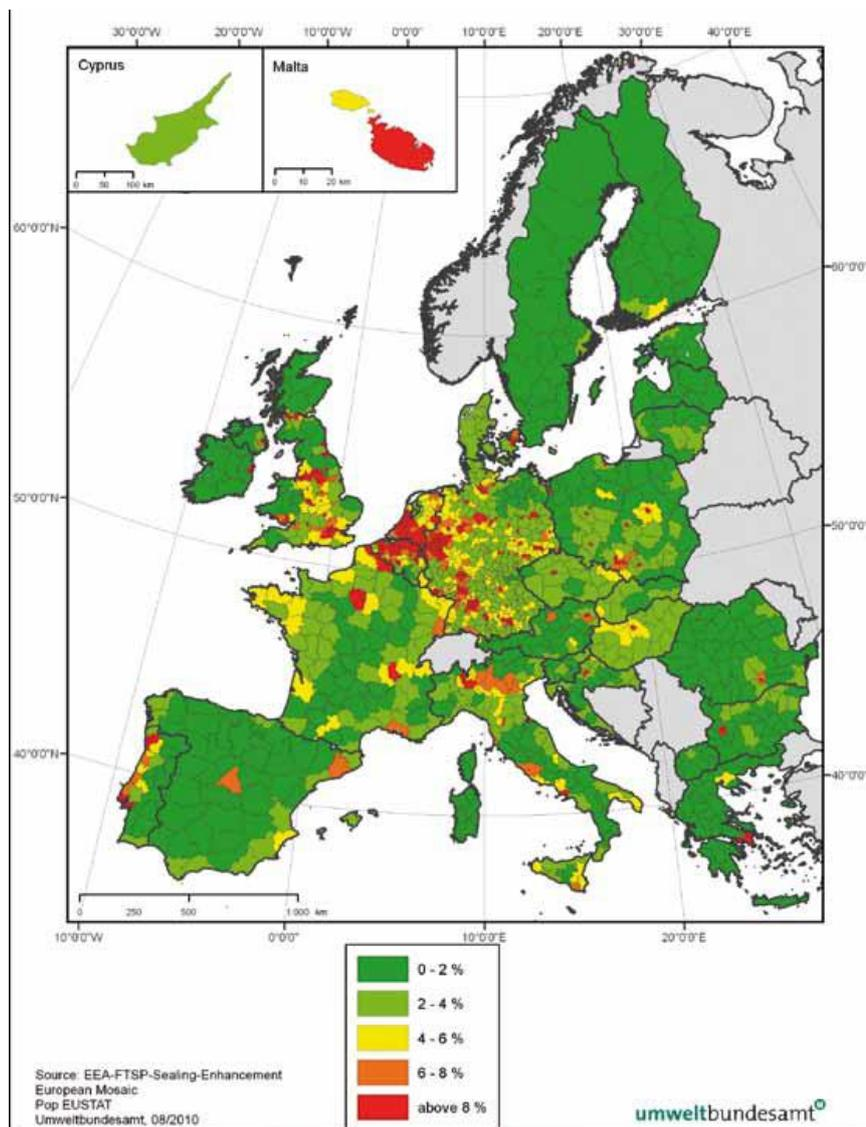 30°0'0"W
20°0'0"W
10°0'0"W
0°0'0"
10°0'0"E
20°0'0"E
30°0'0"E
40°0'0"E
Cyprus
0 50 100 km
Malta
0 10 20 km
60°0'0"N
60°0'0"N
50°0'0"N
50°0'0"N
40°0'0"N
40°0'0"N
0 250 500 1 000 km
10°0'0"W
0°0'0"
10°0'0"E
20°0'0"E
0 - 2 %
2 - 4 %
4 - 6 %
6 - 8 %
above 8 %
Source: EEA-FTSP-Sealing-Enhancement
European Mosaic
Pop EUSTAT
Umweltbundesamt, 08/2010
umweltbundesamt